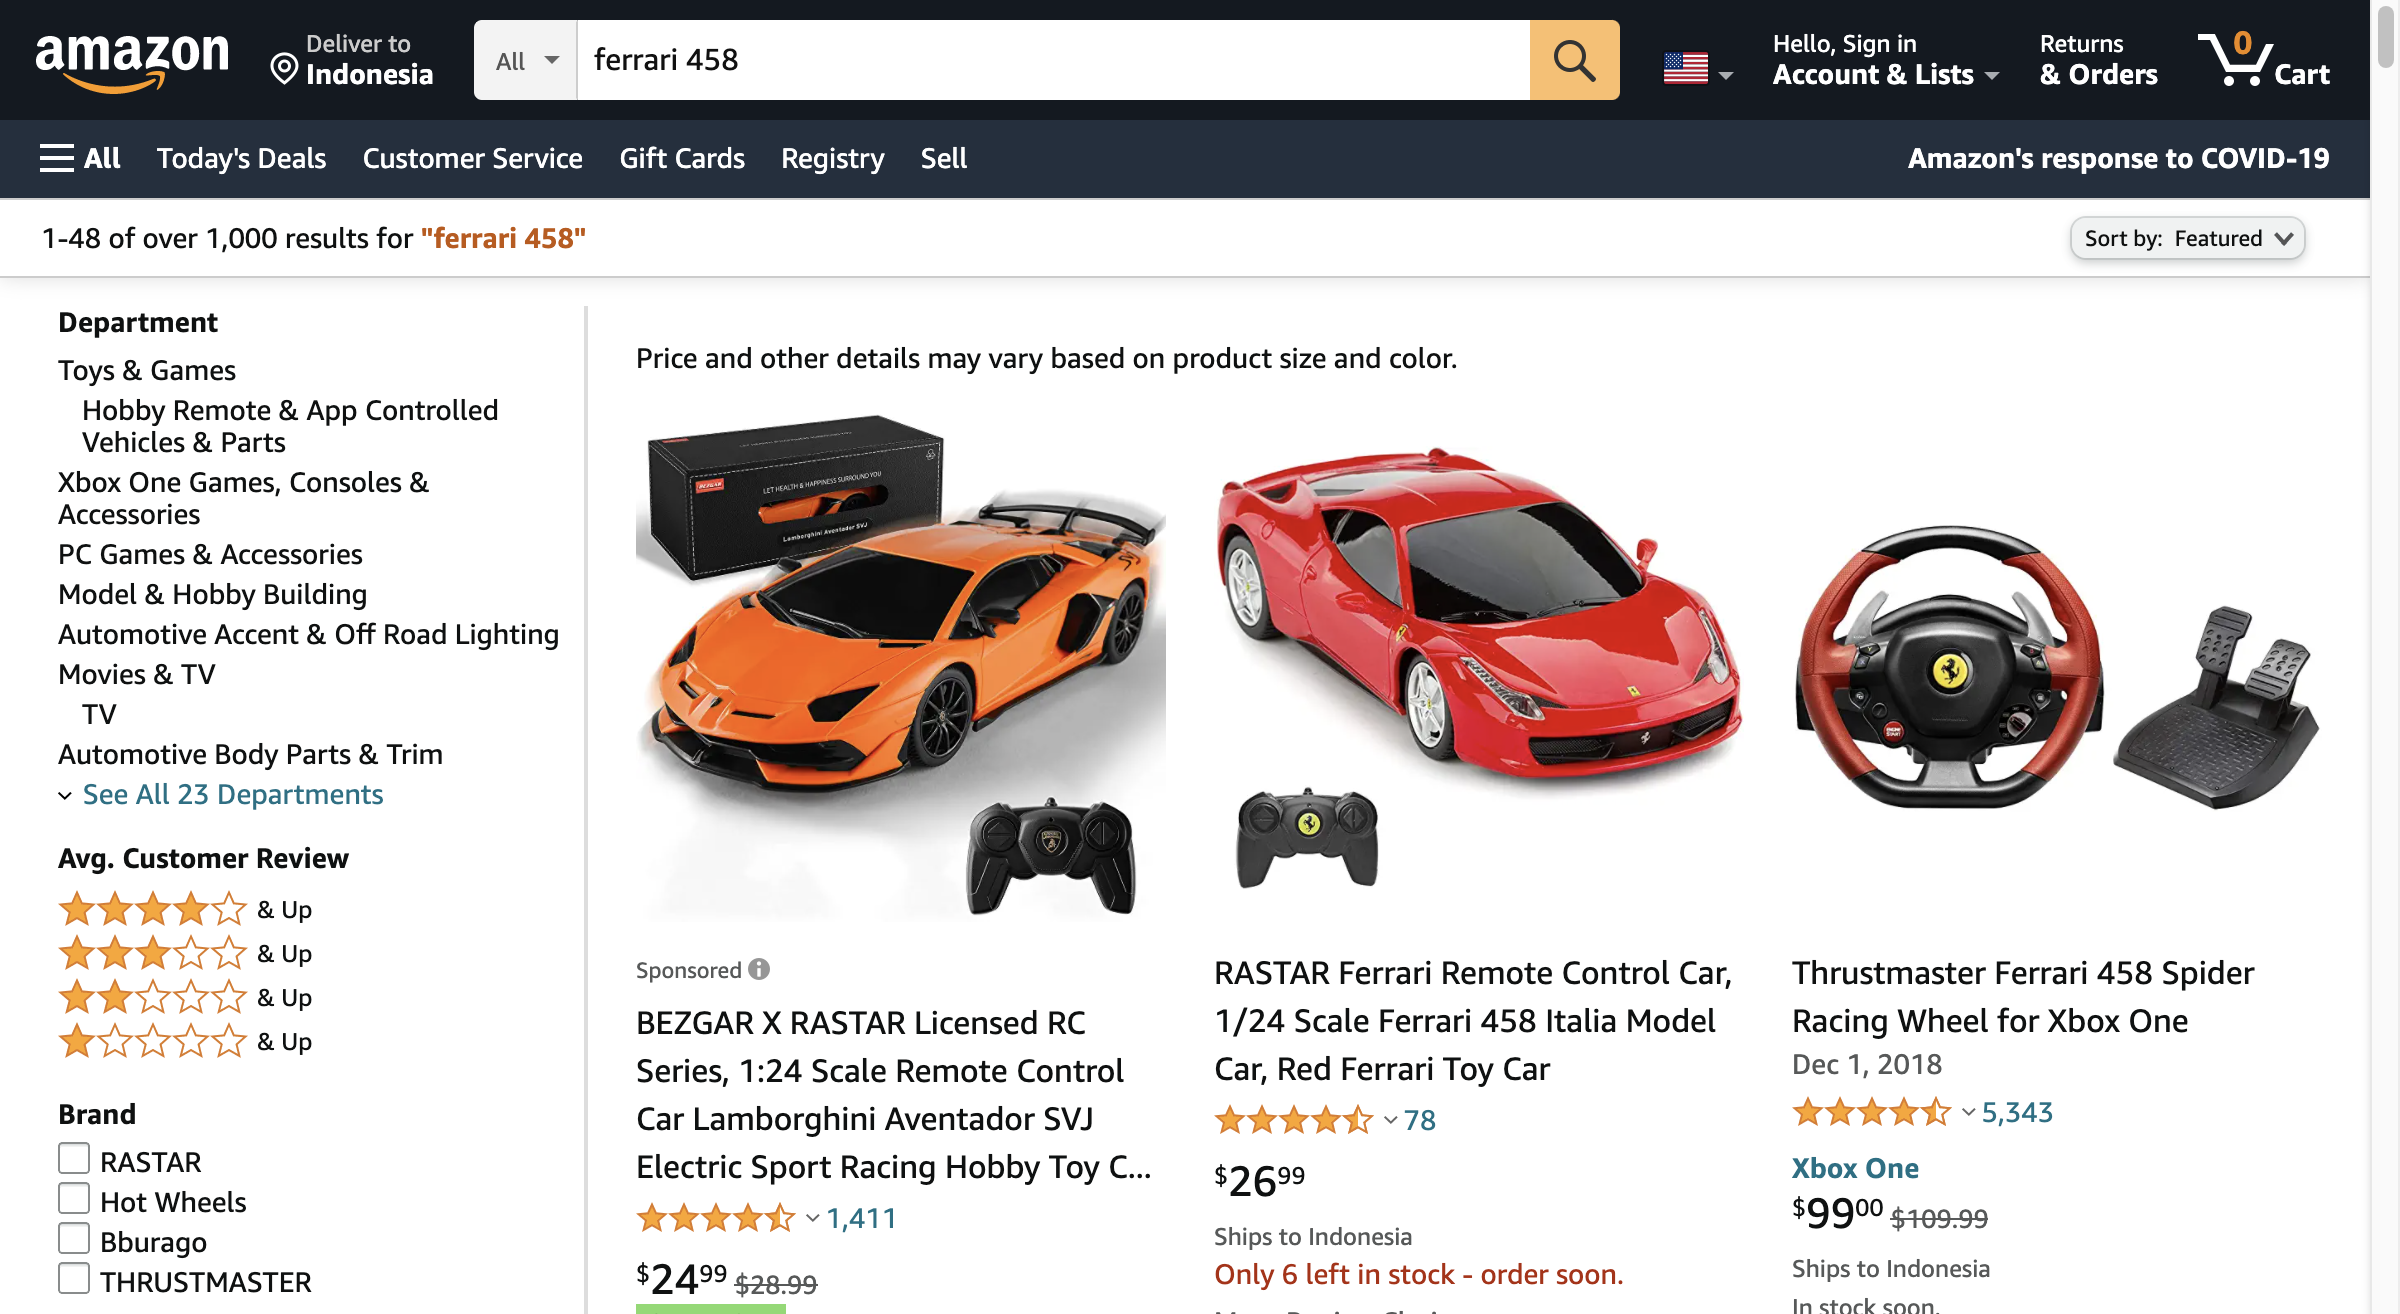 amazon
Deliver to
Indonesia
All
ferrari 458
Hello, Sign in
Account & Lists
Returns
& Orders
0
Cart
All
Today's Deals
Customer Service
Gift Cards
Registry
Sell
Amazon's response to COVID-19
1-48 of over 1,000 results for "ferrari 458"
Sort by: Featured
Department
Toys & Games
Hobby Remote & App Controlled
Vehicles & Parts
Xbox One Games, Consoles &
Accessories
PC Games & Accessories
Model & Hobby Building
Automotive Accent & Off Road Lighting
Movies & TV
TV
Automotive Body Parts & Trim
See All 23 Departments
Avg. Customer Review
& Up
& Up
& Up
& Up
Brand
RASTAR
Hot Wheels
Bburago
THRUSTMASTER
Price and other details may vary based on product size and color.
BEZGAR
LET HEALTH & HAPPINESS SURROUND YOU
Lamborghini Aventador SVJ
Sponsored
BEZGAR X RASTAR Licensed RC
Series, 1:24 Scale Remote Control
Car Lamborghini Aventador SVJ
Electric Sport Racing Hobby Toy C...
1,411
$24.99 $28.99
RASTAR Ferrari Remote Control Car,
1/24 Scale Ferrari 458 Italia Model
Car, Red Ferrari Toy Car
78
$26.99
Ships to Indonesia
Only 6 left in stock - order soon.
Thrustmaster Ferrari 458 Spider
Racing Wheel for Xbox One
Dec 1, 2018
5,343
Xbox One
$99.00 $109.99
Ships to Indonesia
In stock soon.